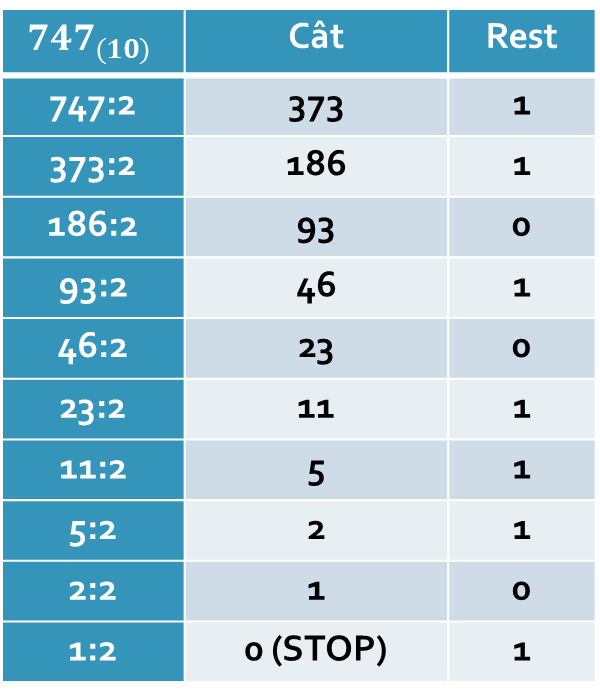 747(10) Cât Rest
747:2 373 1
373:2 186 1
186:2 93 0
93:2 46 1
46:2 23 0
23:2 11 1
11:2 5 1
5:2 2 1
2:2 1 0
1:2 0 (STOP) 1